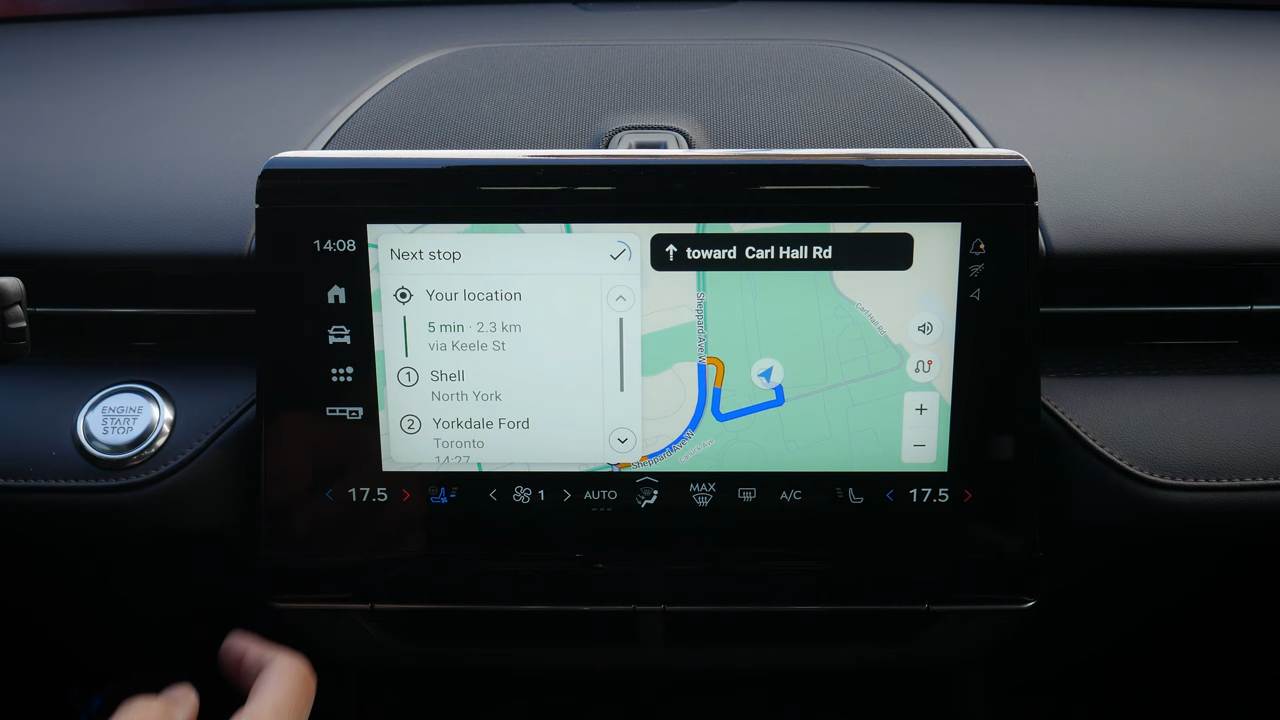 14:08
Next stop
Your location
5 min · 2.3 km
via Keele St
1
Shell
North York
2
Yorkdale Ford
Toronto
14:27
toward Carl Hall Rd
Sheppard Ave W
Carl Hall Rd
Sheppard Ave W
ENGINE
START
STOP
17.5
1
AUTO
MAX
A/C
17.5